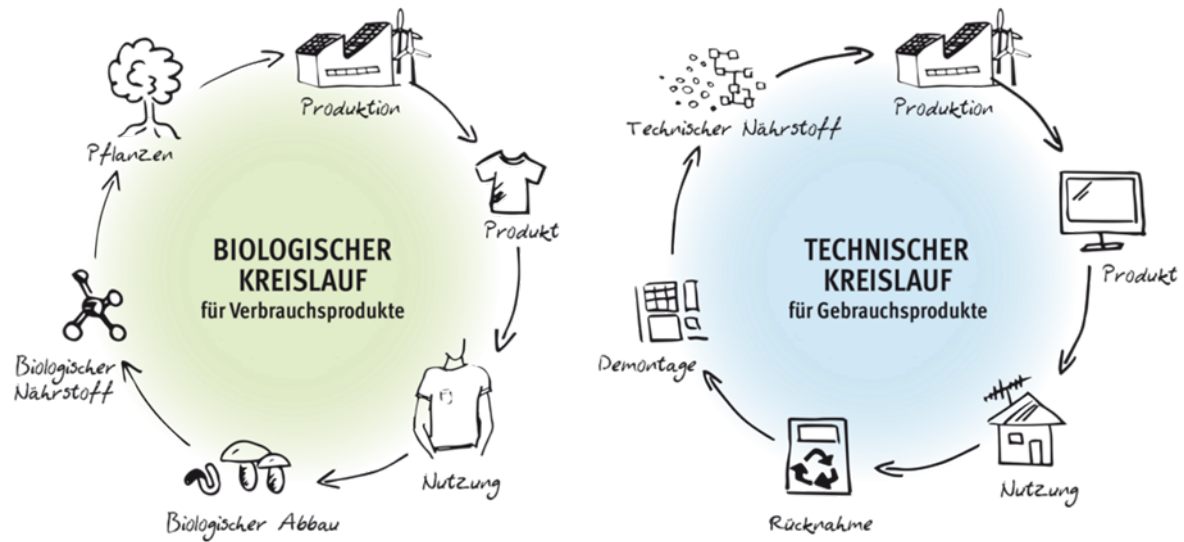 Produktion
Pflanzen
Produkt
BIOLOGISCHER
KREISLAUF
für Verbrauchsprodukte
Biologischer
Nährstoff
Nutzung
Biologischer Abbau
Produktion
Technischer Nährstoff
Produkt
TECHNISCHER
KREISLAUF
für Gebrauchsprodukte
Demontage
Nutzung
Rücknahme